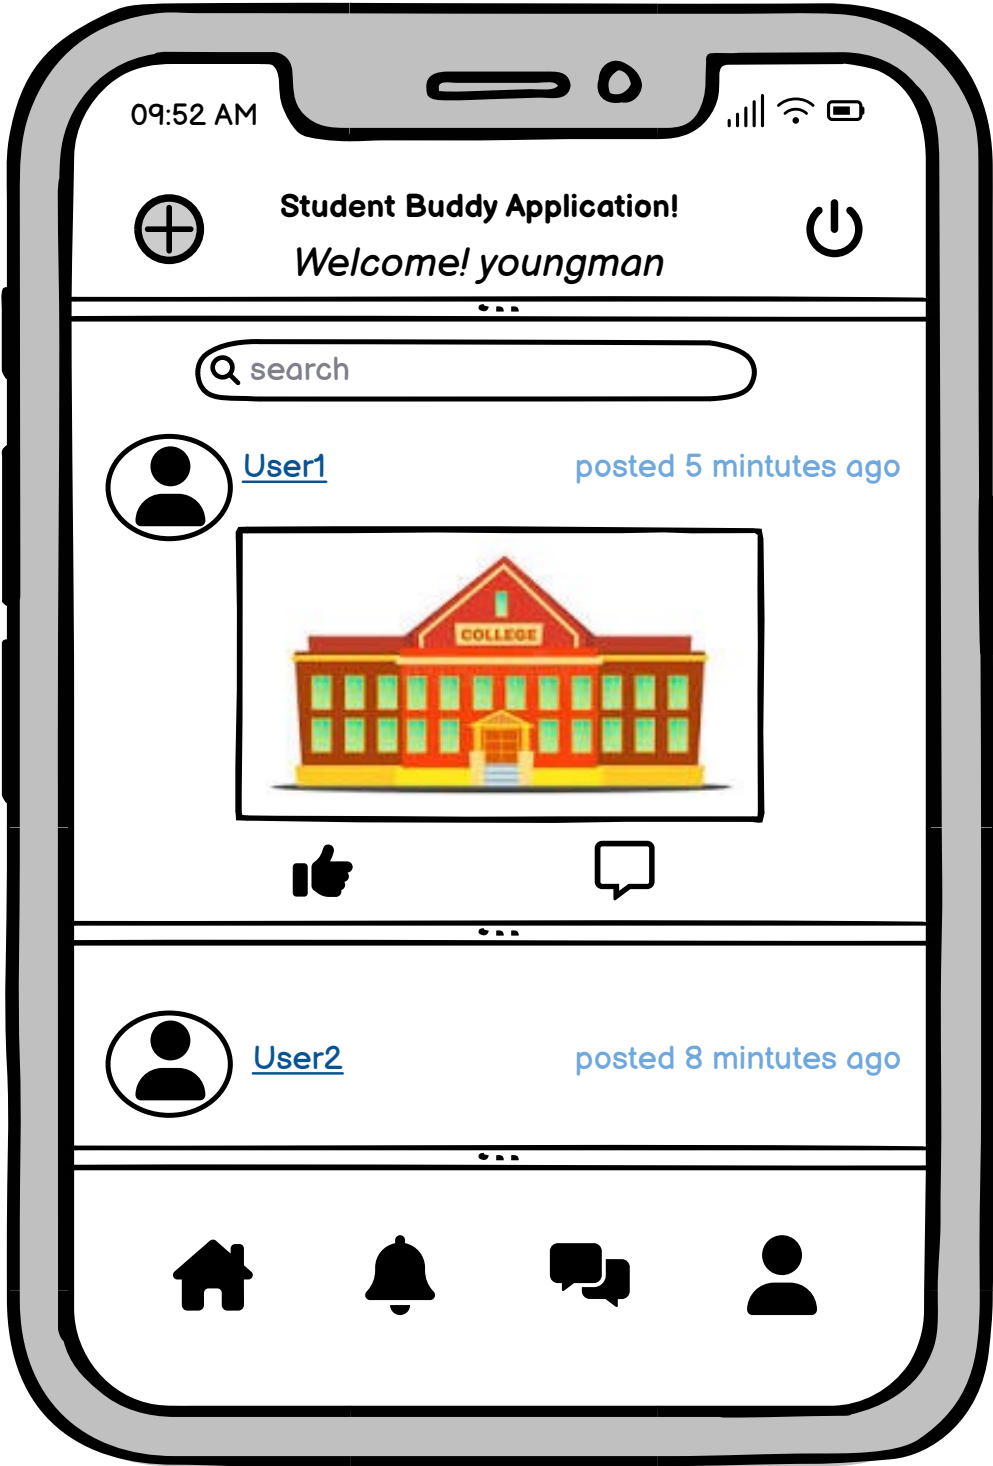 09:52 AM
Student Buddy Application!
Welcome! youngman
search
User1
posted 5 mintutes ago
COLLEGE
User2
posted 8 mintutes ago